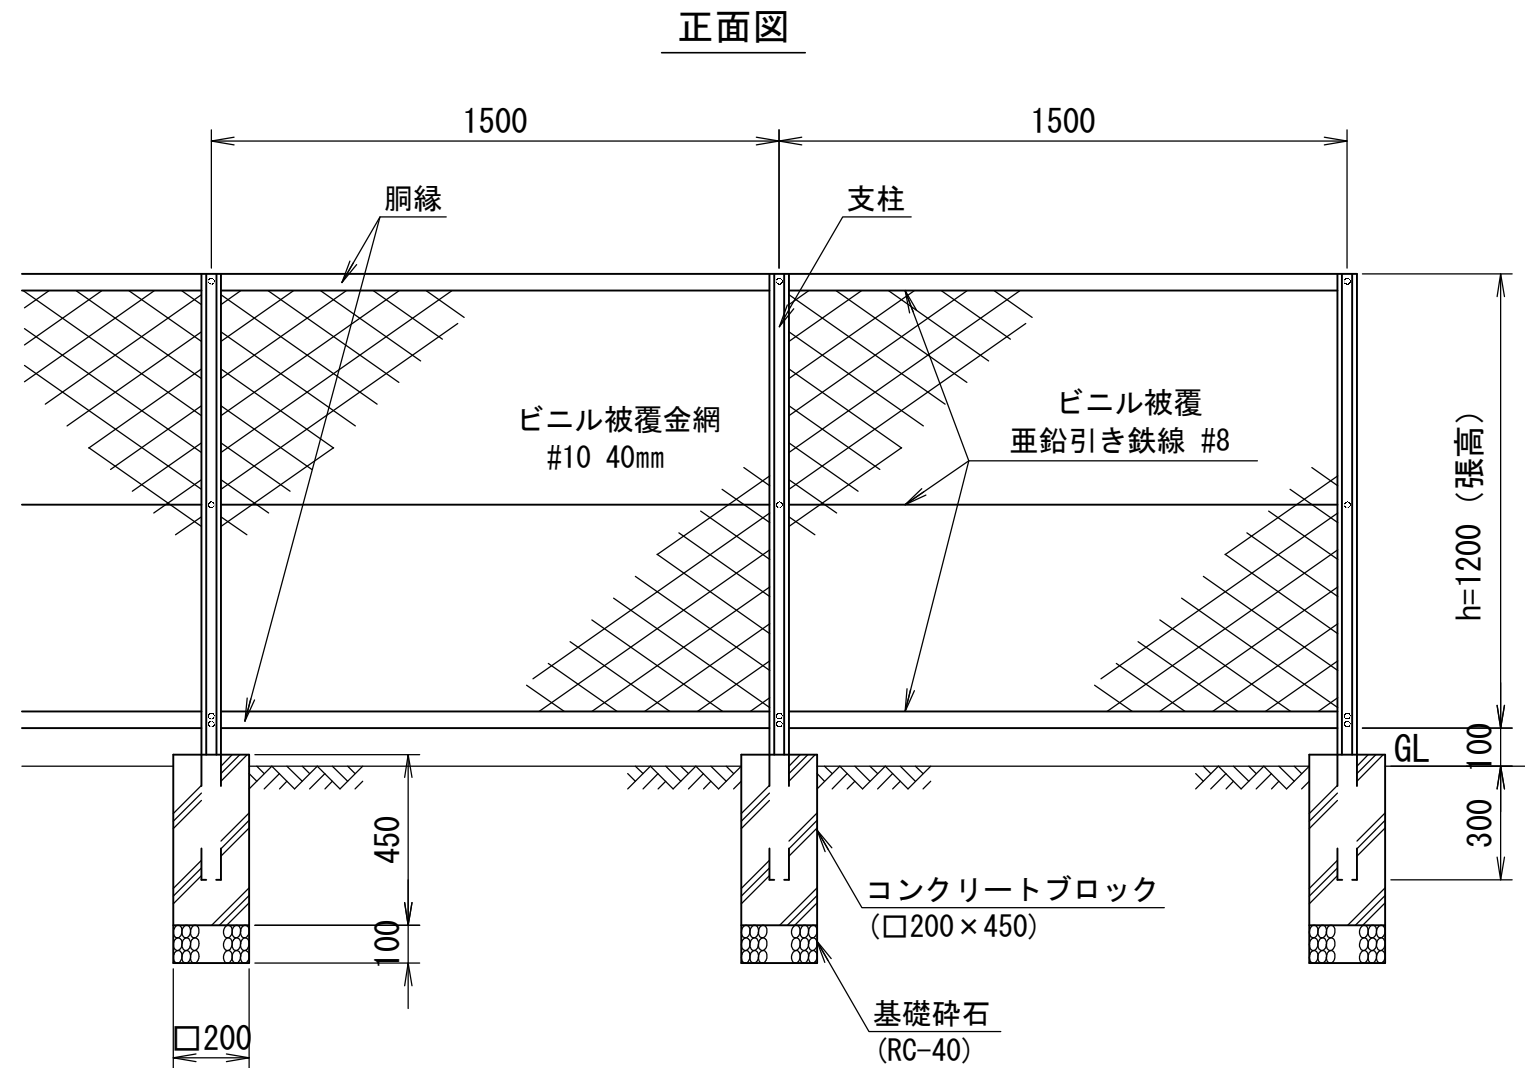 正面図
1500
1500
胴縁
支柱
ビニル被覆金網
#10 40mm
ビニル被覆
亜鉛引き鉄線 #8
h=1200 (張高)
GL
100
300
450
100
□200
コンクリートブロック
(□200×450)
基礎砕石
(RC-40)